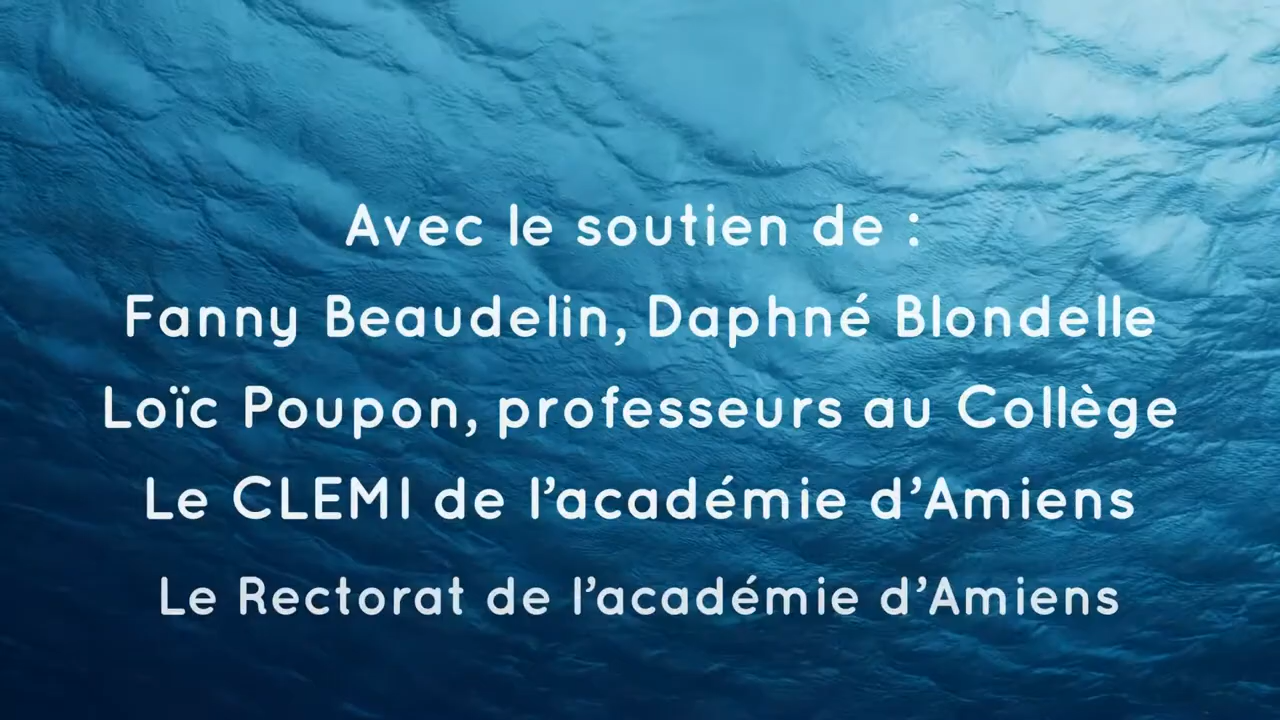 Avec le soutien de :
Fanny Beaudelin, Daphné Blondelle
Loïc Poupon, professeurs au Collège
Le CLEMI de l’académie d’Amiens
Le Rectorat de l’académie d’Amiens